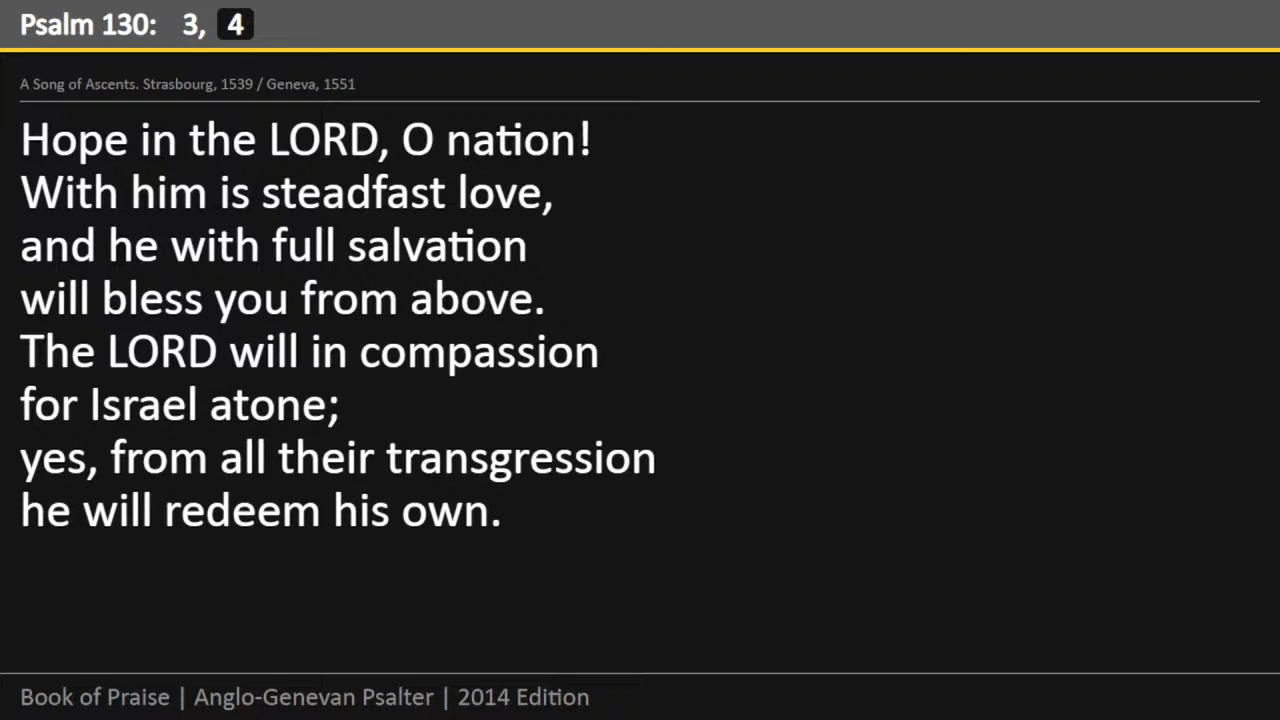 Psalm 130: 3, 4
A Song of Ascents. Strasbourg, 1539 / Geneva, 1551
Hope in the LORD, O nation!
With him is steadfast love,
and he with full salvation
will bless you from above.
The LORD will in compassion
for Israel atone;
yes, from all their transgression
he will redeem his own.
Book of Praise | Anglo-Genevan Psalter | 2014 Edition